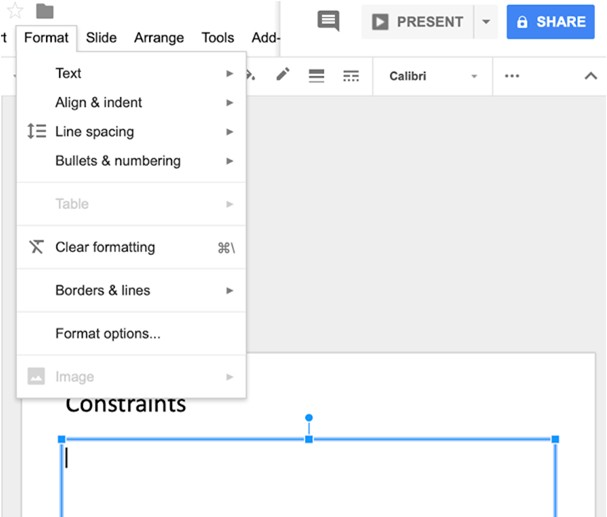 PRESENT
SHARE
t Format Slide Arrange Tools Add-
Calibri
Text
Align & indent
Line spacing
Bullets & numbering
Table
Clear formatting ⌘\
Borders & lines
Format options...
Image
Constraints